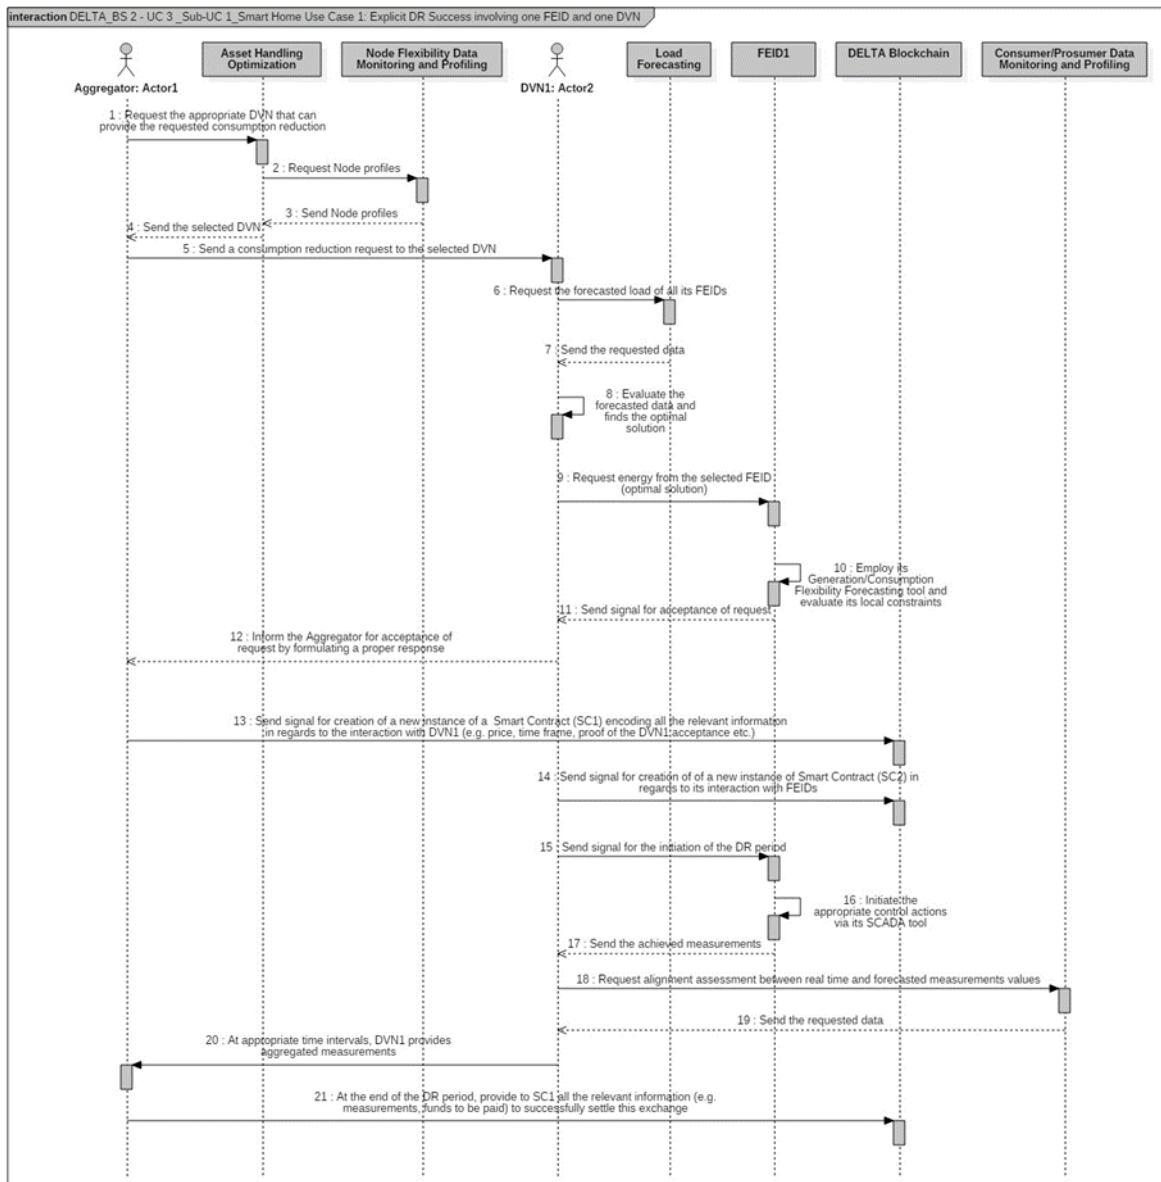 interaction DELTA_BS 2 - UC 3 _Sub-UC 1_Smart Home Use Case 1: Explicit DR Success involving one FEID and one DVN
Aggregator: Actor1
Asset Handling
Optimization
Node Flexibility Data
Monitoring and Profiling
DVN1: Actor2
Load
Forecasting
FEID1
DELTA Blockchain
Consumer/Prosumer Data
Monitoring and Profiling
1 : Request the appropriate DVN that can
provide the requested consumption reduction
2 : Request Node profiles
3 : Send Node profiles
4 : Send the selected DVN
5 : Send a consumption reduction request to the selected DVN
6 : Request the forecasted load of all its FEIDs
7 : Send the requested data
8 : Evaluate the
forecasted data and
finds the optimal
solution
9 : Request energy from the selected FEID
(optimal solution)
10 : Employ its
Generation/Consumption
Flexibility Forecasting tool and
evaluate its local constraints
11 : Send signal for acceptance of request
12 : Inform the Aggregator for acceptance of
request by formulating a proper response
13 : Send signal for creation of a new instance of a Smart Contract (SC1) encoding all the relevant information
in regards to the interaction with DVN1 (e.g. price, time frame, proof of the DVN1 acceptance etc.)
14 : Send signal for creation of of a new instance of Smart Contract (SC2) in
regards to its interaction with FEIDs
15 : Send signal for the initiation of the DR period
16 : Initiate the
appropriate control actions
via its SCADA tool
17 : Send the achieved measurements
18 : Request alignment assessment between real time and forecasted measurements values
19 : Send the requested data
20 : At appropriate time intervals, DVN1 provides
aggregated measurements
21 : At the end of the DR period, provide to SC1 all the relevant information (e.g.
measurements, funds to be paid) to successfully settle this exchange